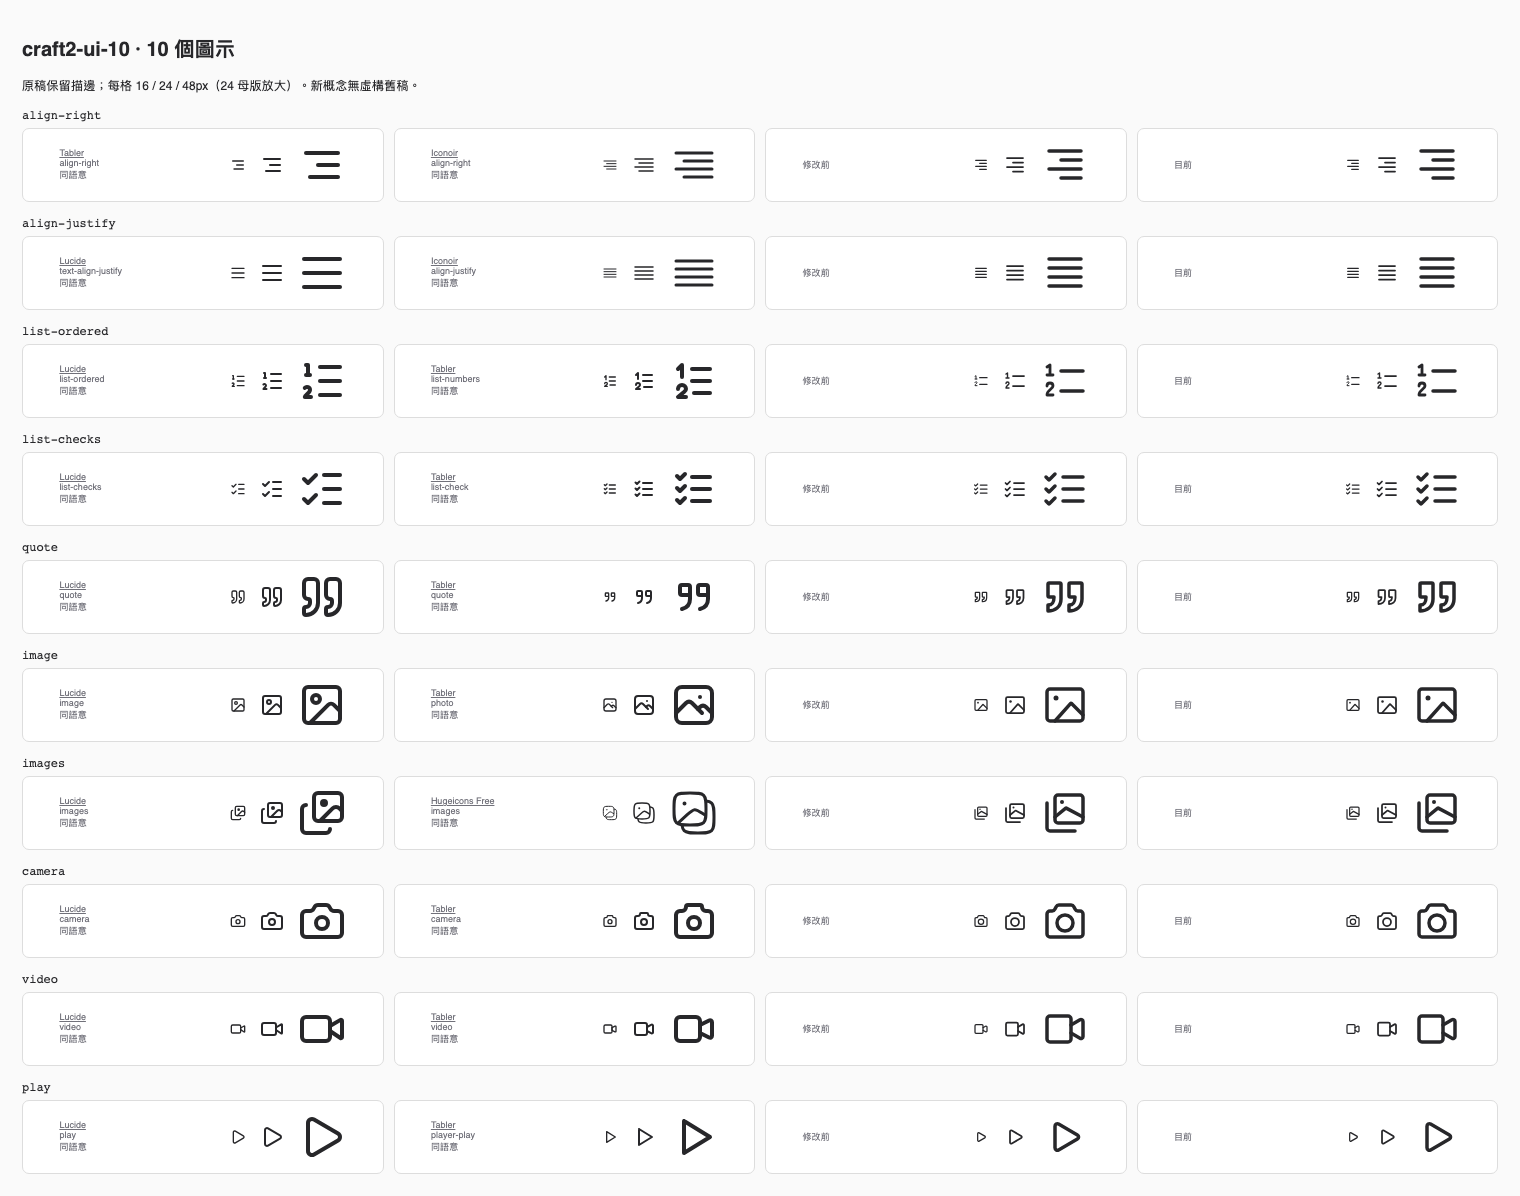 craft2-ui-10 · 10 個圖示
原稿保留描邊；每格 16 / 24 / 48px（24 母版放大）。新概念無虛構舊稿。
align-right
Tabler
align-right
同語意
Iconoir
align-right
同語意
修改前
目前
align-justify
Lucide
text-align-justify
同語意
Iconoir
align-justify
同語意
修改前
目前
list-ordered
Lucide
list-ordered
同語意
Tabler
list-numbers
同語意
修改前
目前
list-checks
Lucide
list-checks
同語意
Tabler
list-check
同語意
修改前
目前
quote
Lucide
quote
同語意
Tabler
quote
同語意
修改前
目前
image
Lucide
image
同語意
Tabler
photo
同語意
修改前
目前
images
Lucide
images
同語意
Hugeicons Free
images
同語意
修改前
目前
camera
Lucide
camera
同語意
Tabler
camera
同語意
修改前
目前
video
Lucide
video
同語意
Tabler
video
同語意
修改前
目前
play
Lucide
play
同語意
Tabler
player-play
同語意
修改前
目前